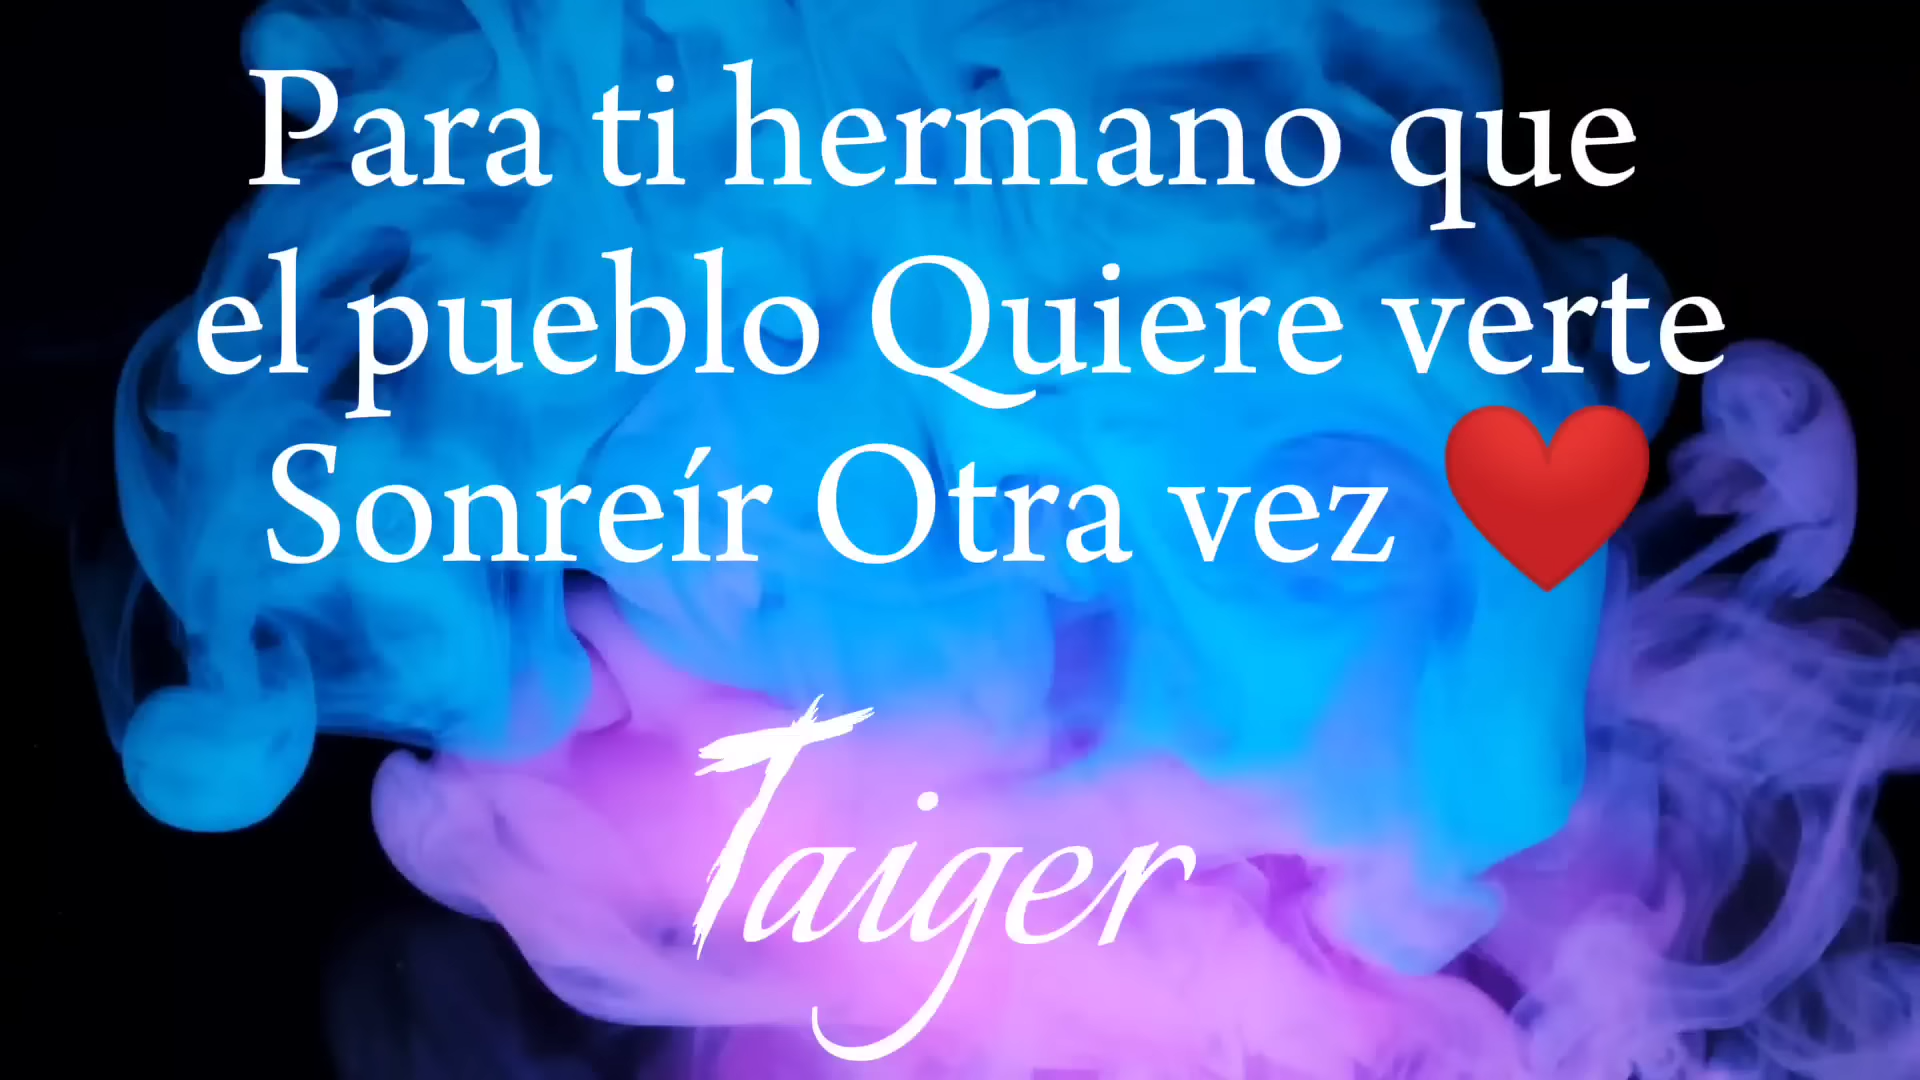 Para ti hermano que
el pueblo Quiere verte
Sonreír Otra vez ❤️
Taiger